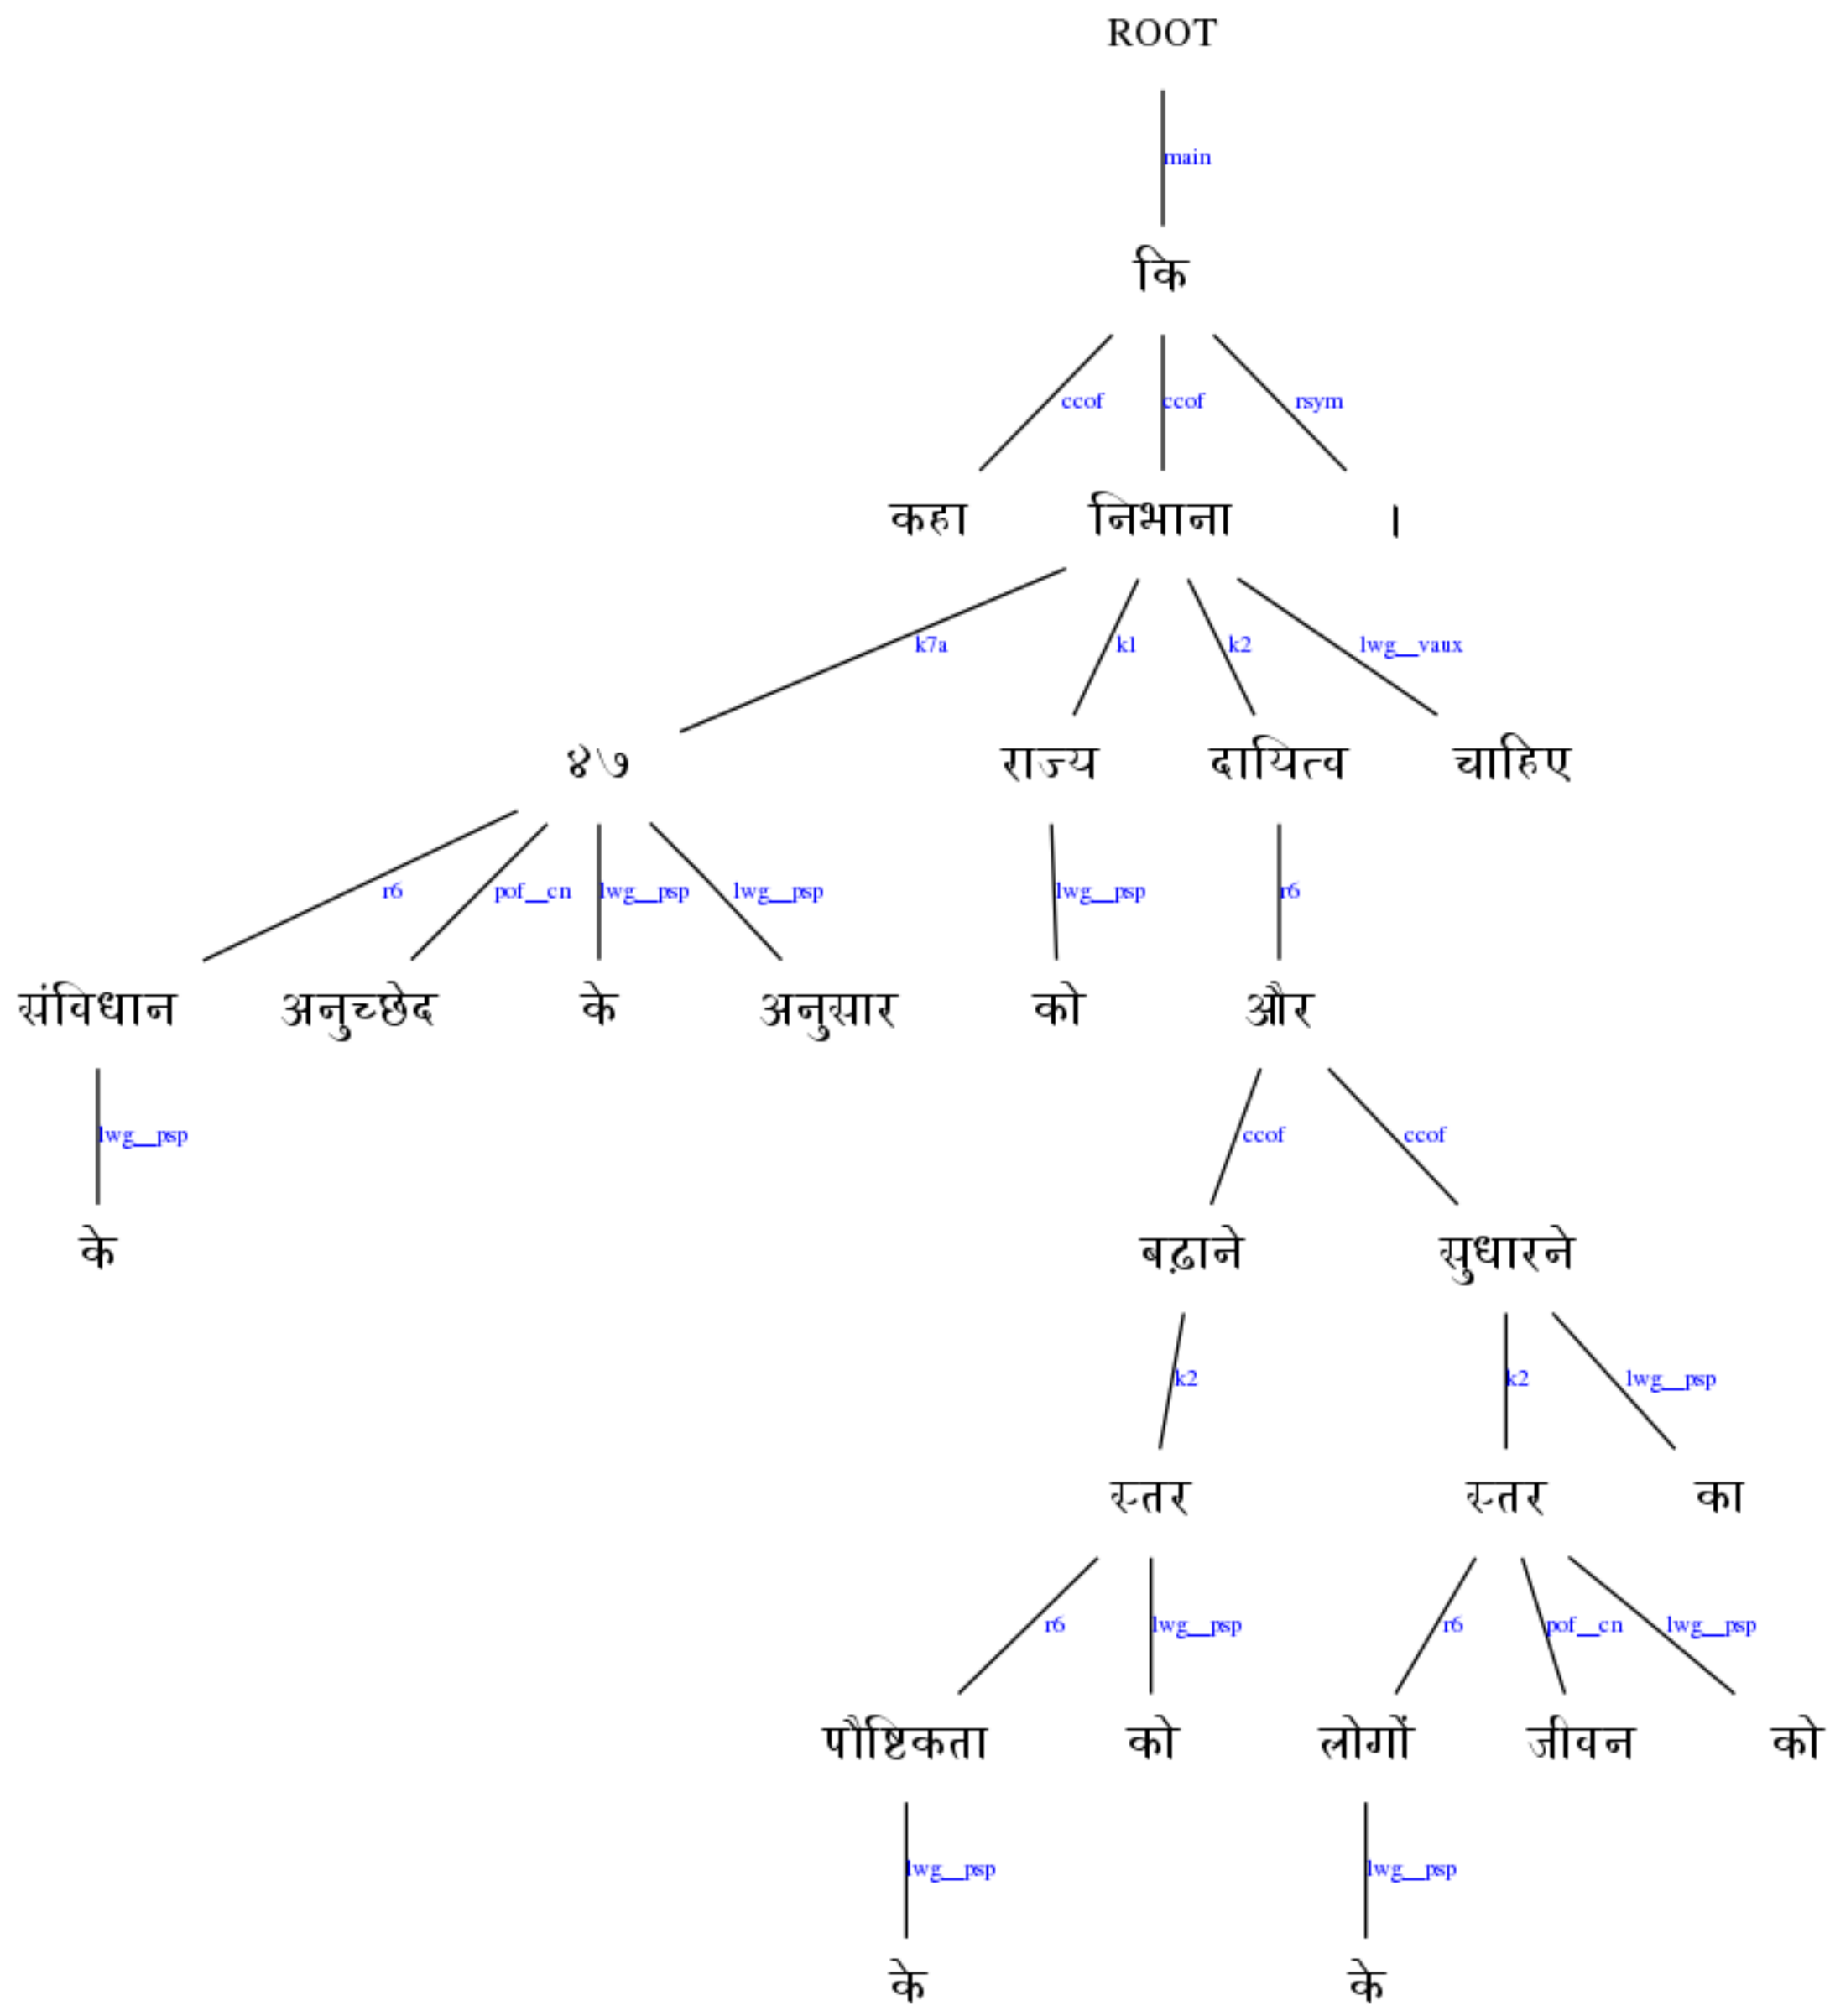 ROOT
main
कि
ccof ccof rsym
कहा निभाना ।
k7a k1 k2 lwg__vaux
४७ राज्य दायित्व चाहिए
r6 pof__cn lwg__psp lwg__psp lwg__psp r6
संविधान अनुच्छेद के अनुसार को और
lwg__psp ccof ccof
के बढ़ाने सुधारने
k2 k2 lwg__psp
स्तर स्तर का
r6 lwg__psp r6 pof__cn lwg__psp
पौष्टिकता को लोगों जीवन को
lwg__psp lwg__psp
के के